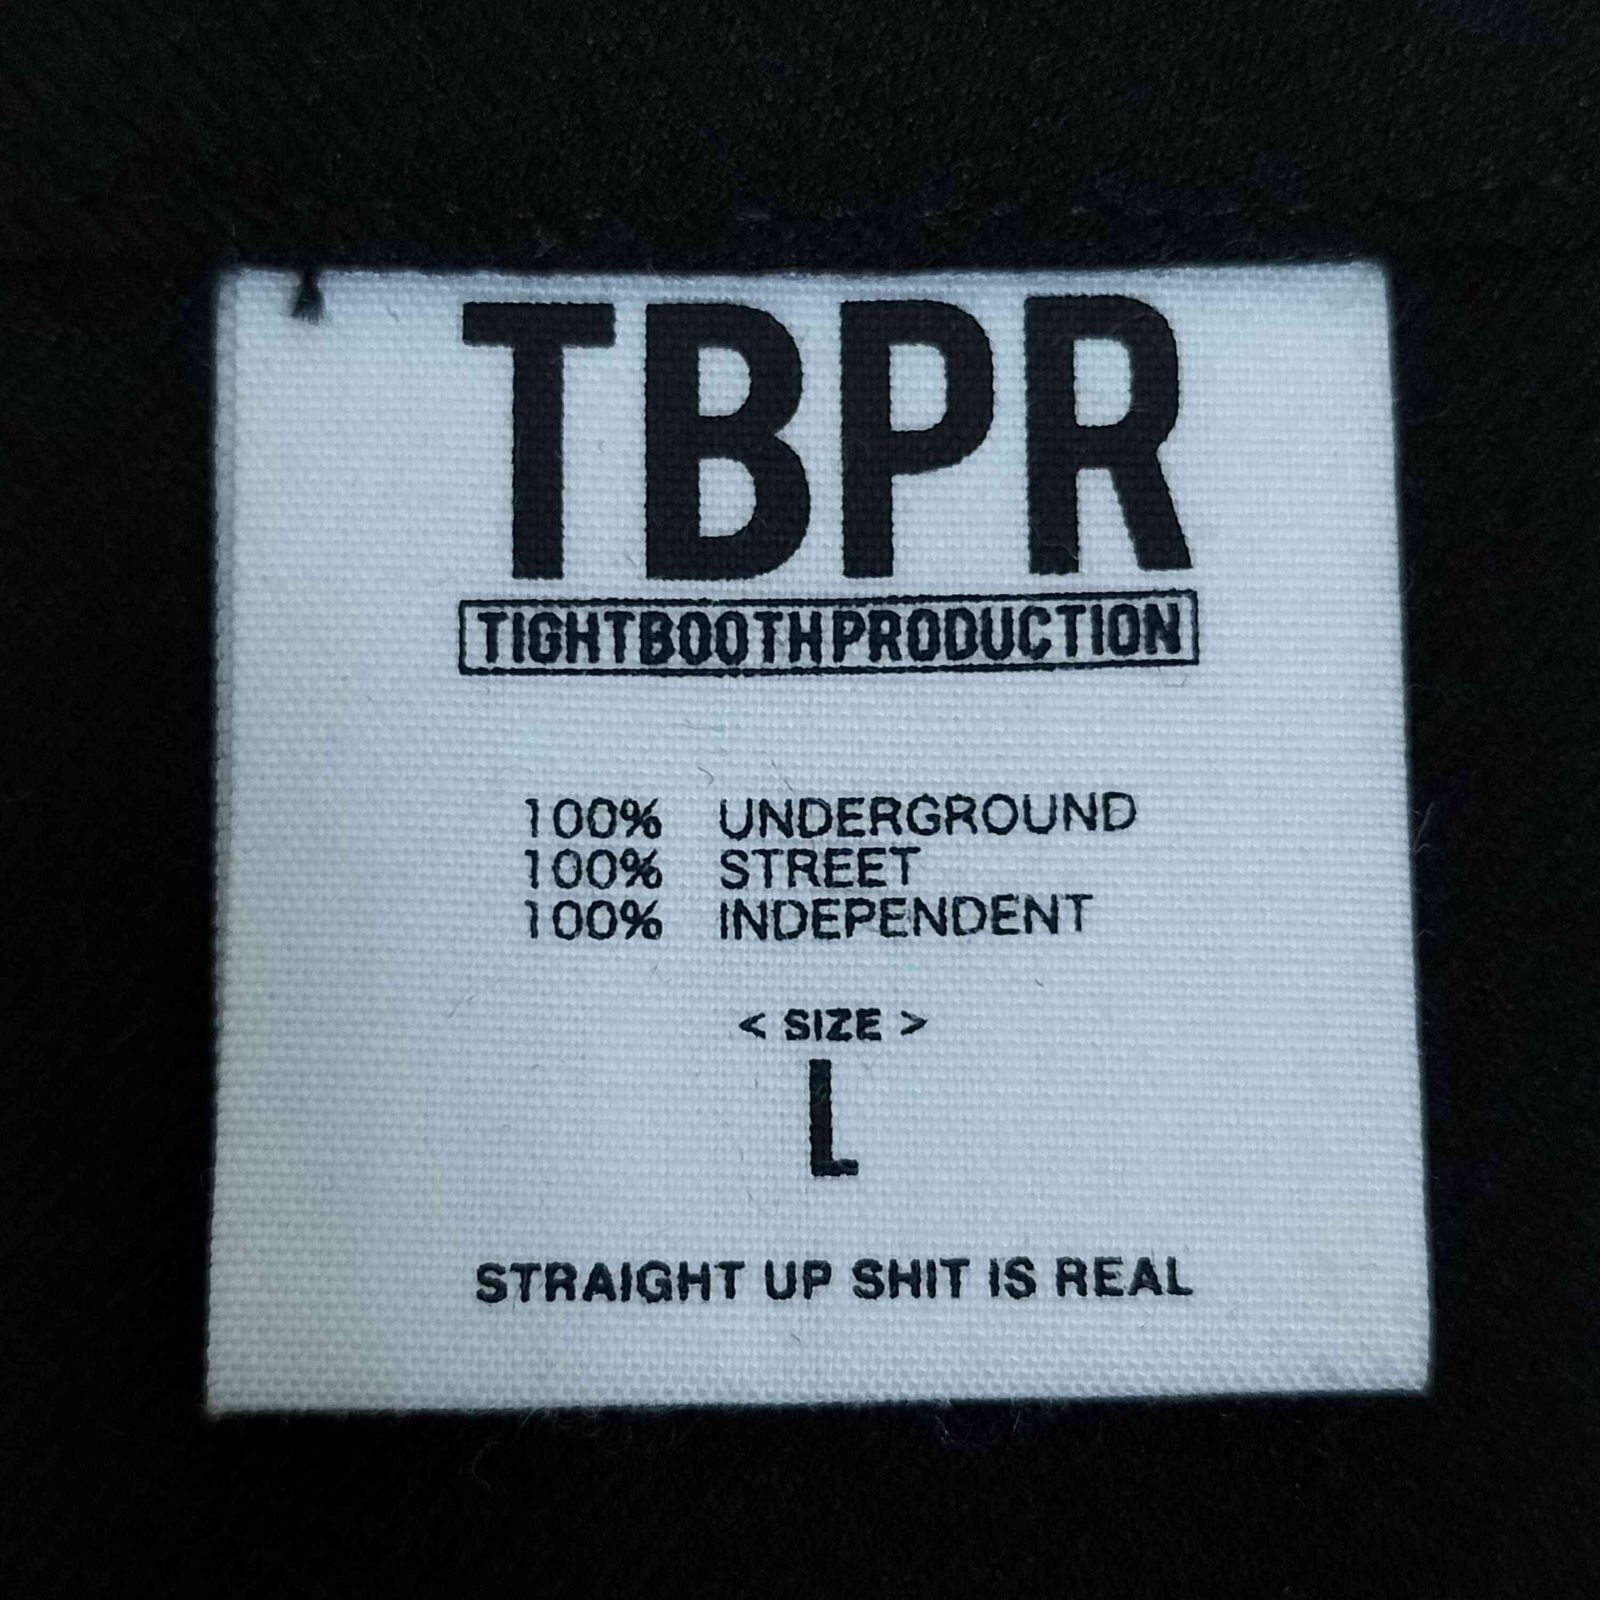 TBPR
TIGHTBOOTHPRODUCTION
100% UNDERGROUND
100% STREET
100% INDEPENDENT
< SIZE >
L
STRAIGHT UP SHIT IS REAL